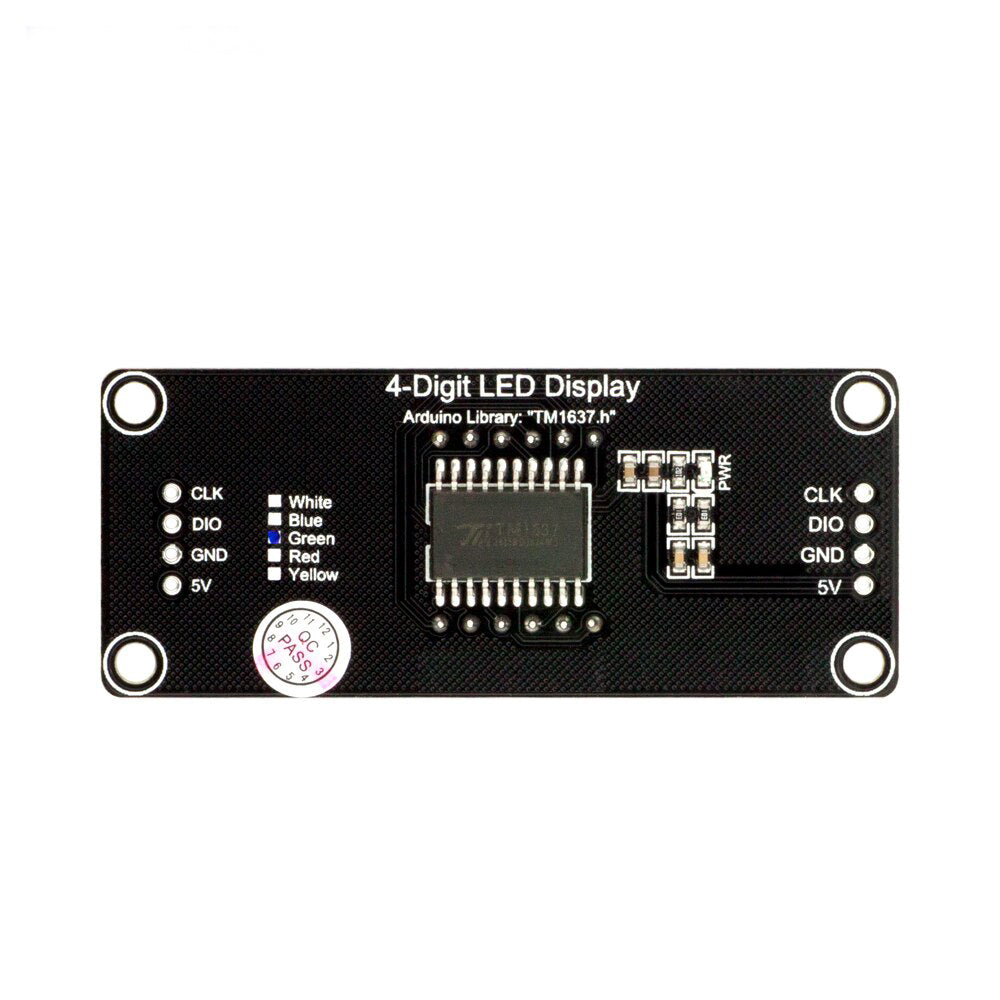 4-Digit LED Display
Arduino Library: "TM1637.h"
CLK
DIO
GND
5V
White
Blue
Green
Red
Yellow
PWR
CLK
DIO
GND
5V
QC
PASS
1
2
3
4
5
6
7
8
9
10
11
12